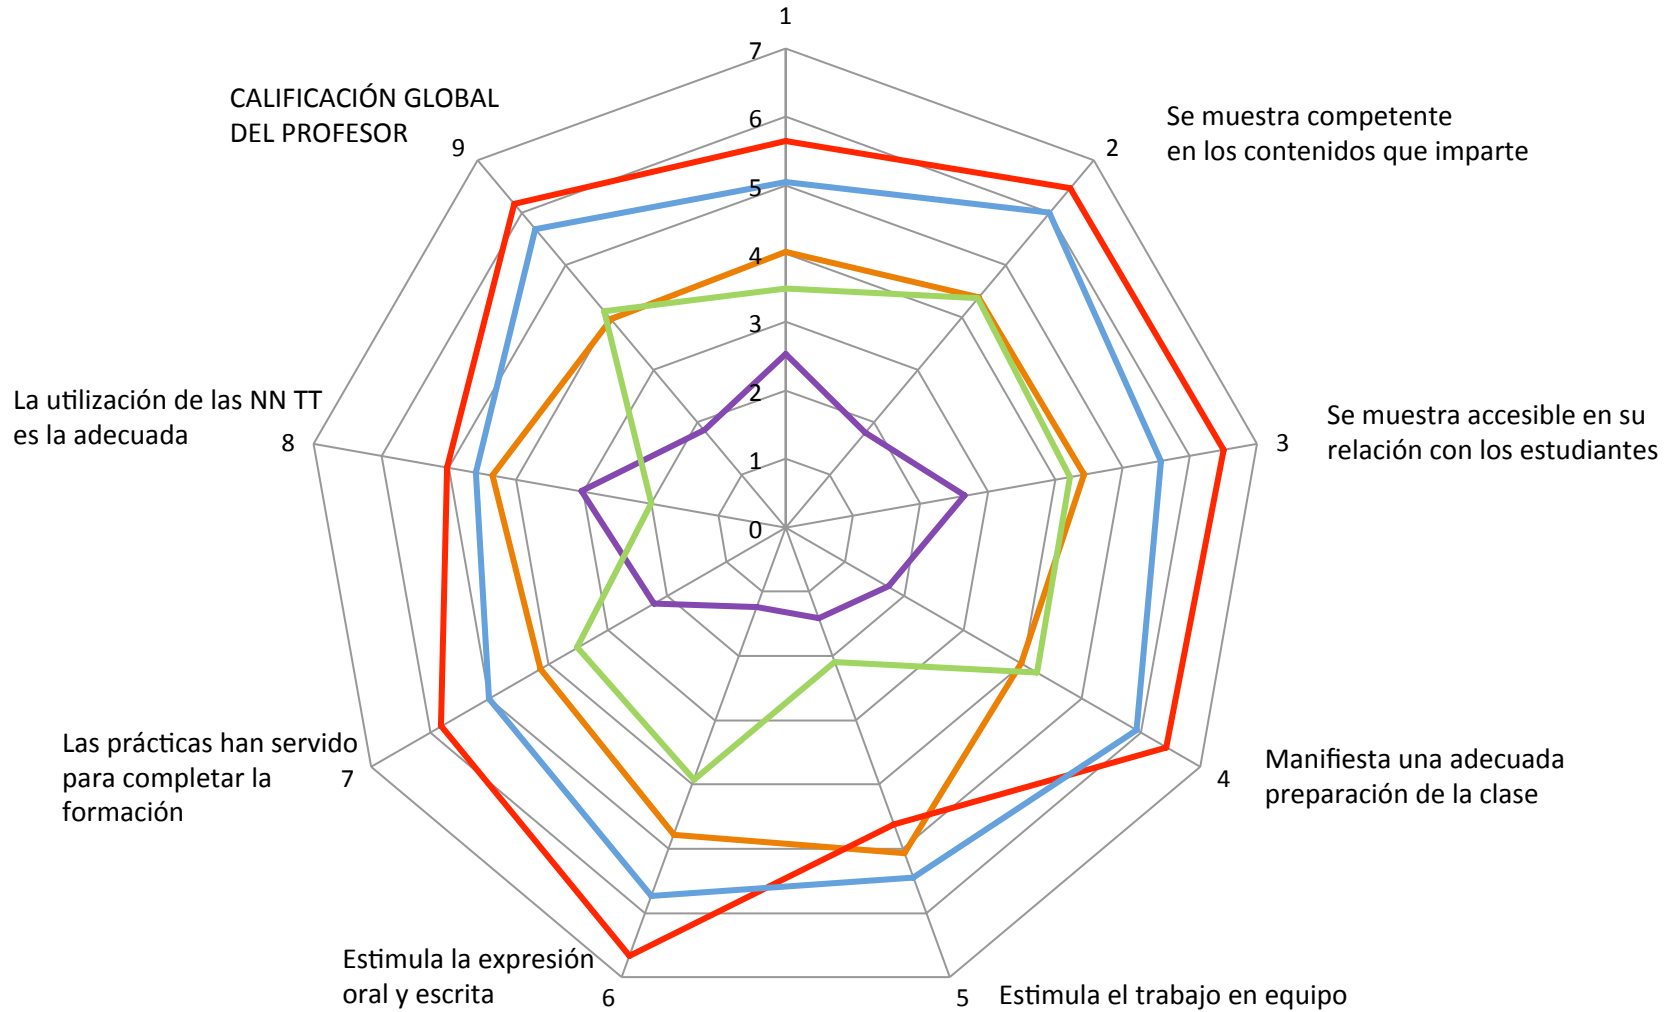 1
7
6
5
4
3
2
1
0
2
Se muestra competente
en los contenidos que imparte
3
Se muestra accesible en su
relación con los estudiantes
4
Manifiesta una adecuada
preparación de la clase
5
Estimula el trabajo en equipo
6
Estimula la expresión
oral y escrita
7
Las prácticas han servido
para completar la
formación
8
La utilización de las NN TT
es la adecuada
9
CALIFICACIÓN GLOBAL
DEL PROFESOR